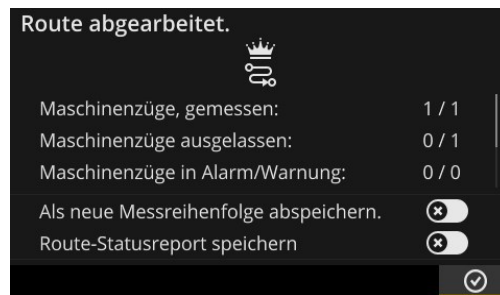 Route abgearbeitet.
Maschinenzüge, gemessen: 1 / 1
Maschinenzüge ausgelassen: 0 / 1
Maschinenzüge in Alarm/Warnung: 0 / 0
Als neue Messreihenfolge abspeichern.
Route-Statusreport speichern